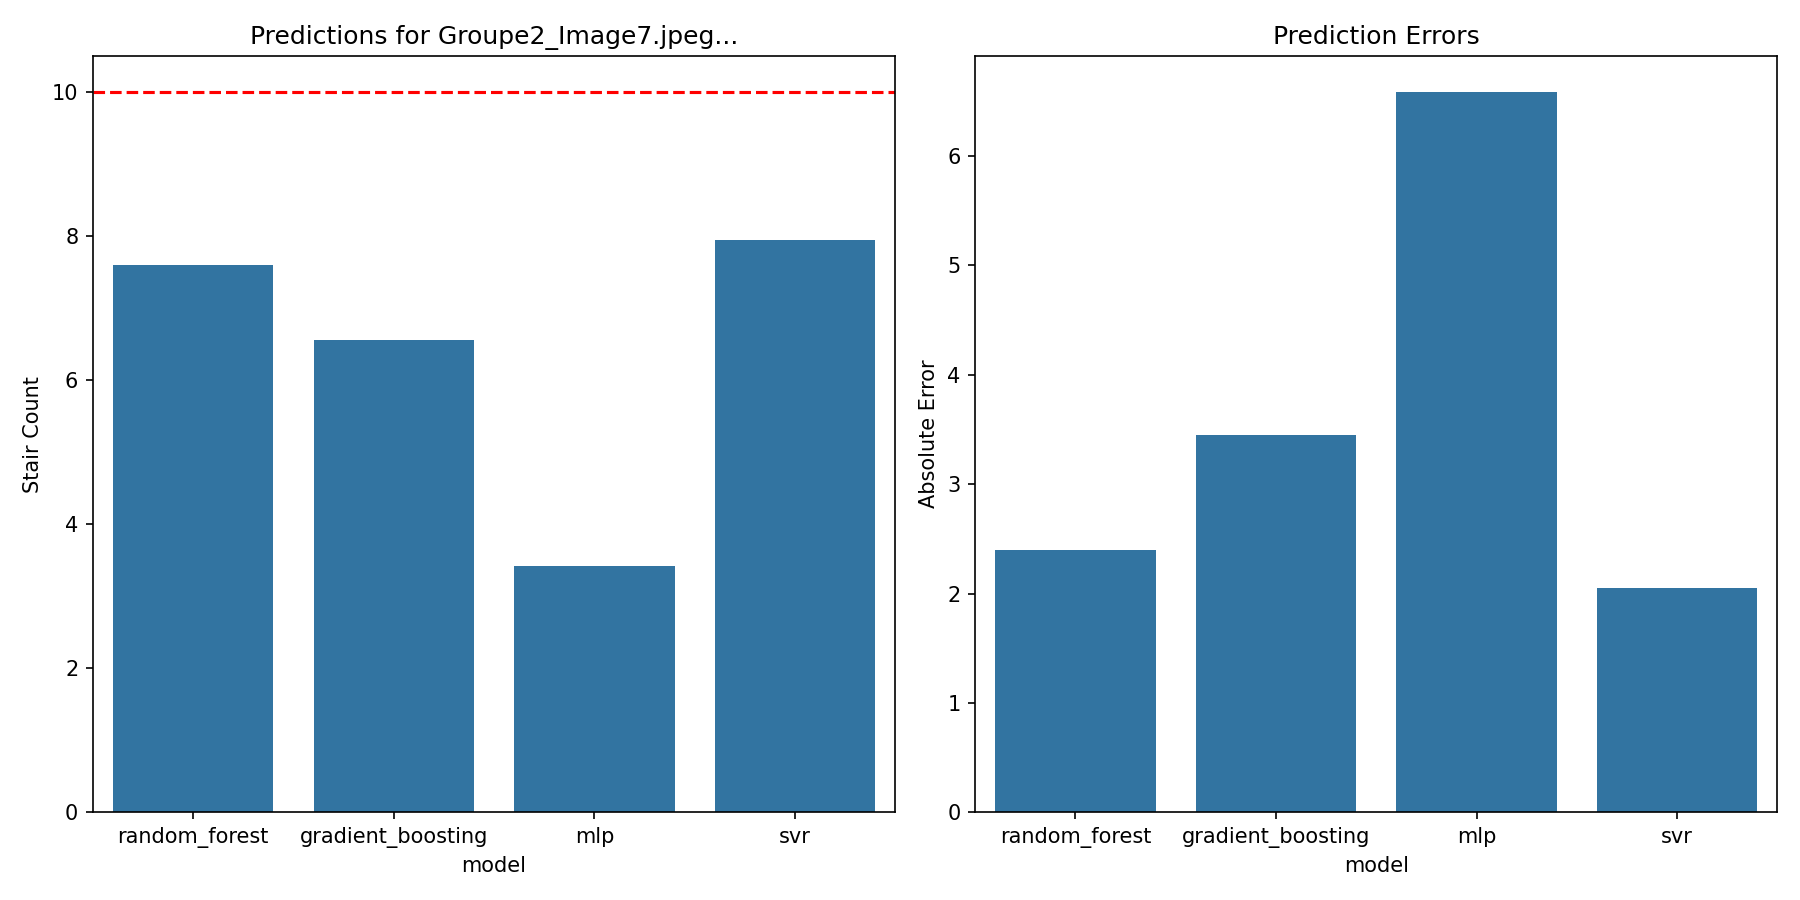 Predictions for Groupe2_Image7.jpeg...
Stair Count
10
8
6
4
2
0
random_forest gradient_boosting mlp svr
model
Prediction Errors
Absolute Error
6
5
4
3
2
1
0
random_forest gradient_boosting mlp svr
model